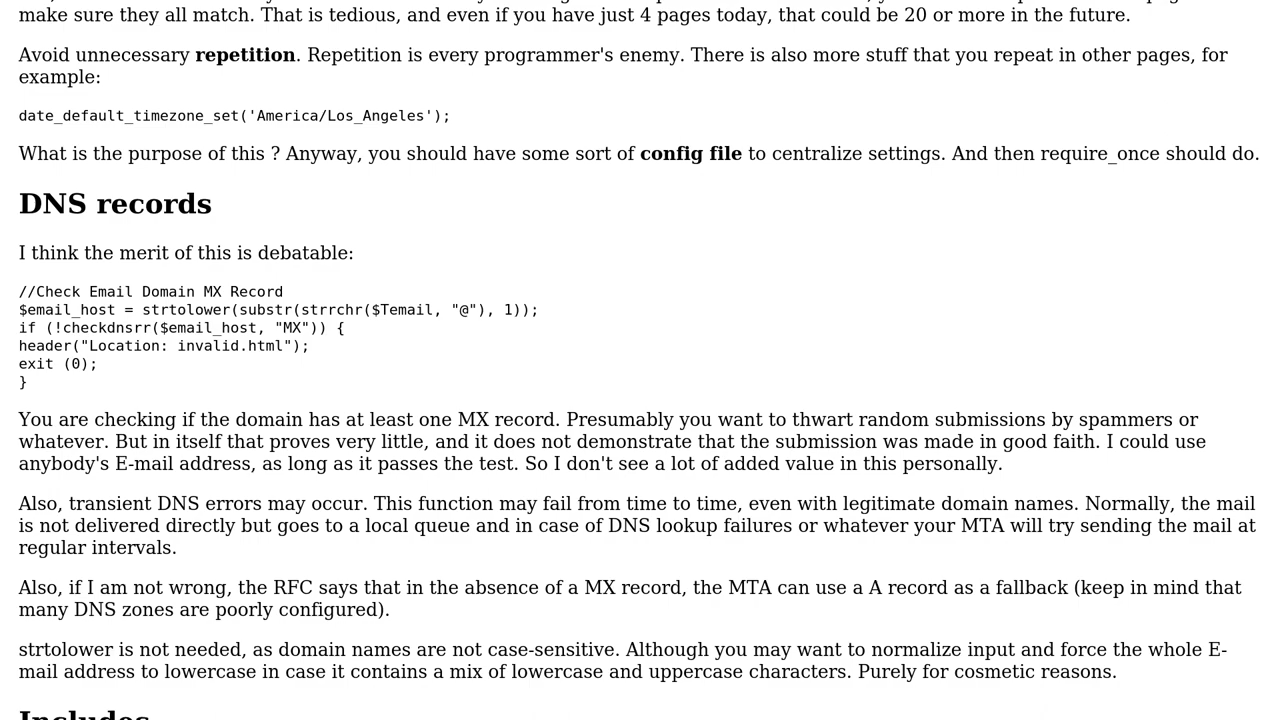 make sure they all match. That is tedious, and even if you have just 4 pages today, that could be 20 or more in the future.
Avoid unnecessary repetition. Repetition is every programmer's enemy. There is also more stuff that you repeat in other pages, for
example:
date_default_timezone_set('America/Los_Angeles');
What is the purpose of this ? Anyway, you should have some sort of config file to centralize settings. And then require_once should do.
DNS records
I think the merit of this is debatable:
//Check Email Domain MX Record
$email_host = strtolower(substr(strrchr($Temail, "@"), 1));
if (!checkdnsrr($email_host, "MX")) {
header("Location: invalid.html");
exit (0);
}
You are checking if the domain has at least one MX record. Presumably you want to thwart random submissions by spammers or
whatever. But in itself that proves very little, and it does not demonstrate that the submission was made in good faith. I could use
anybody's E-mail address, as long as it passes the test. So I don't see a lot of added value in this personally.
Also, transient DNS errors may occur. This function may fail from time to time, even with legitimate domain names. Normally, the mail
is not delivered directly but goes to a local queue and in case of DNS lookup failures or whatever your MTA will try sending the mail at
regular intervals.
Also, if I am not wrong, the RFC says that in the absence of a MX record, the MTA can use a A record as a fallback (keep in mind that
many DNS zones are poorly configured).
strtolower is not needed, as domain names are not case-sensitive. Although you may want to normalize input and force the whole E-
mail address to lowercase in case it contains a mix of lowercase and uppercase characters. Purely for cosmetic reasons.
Includes